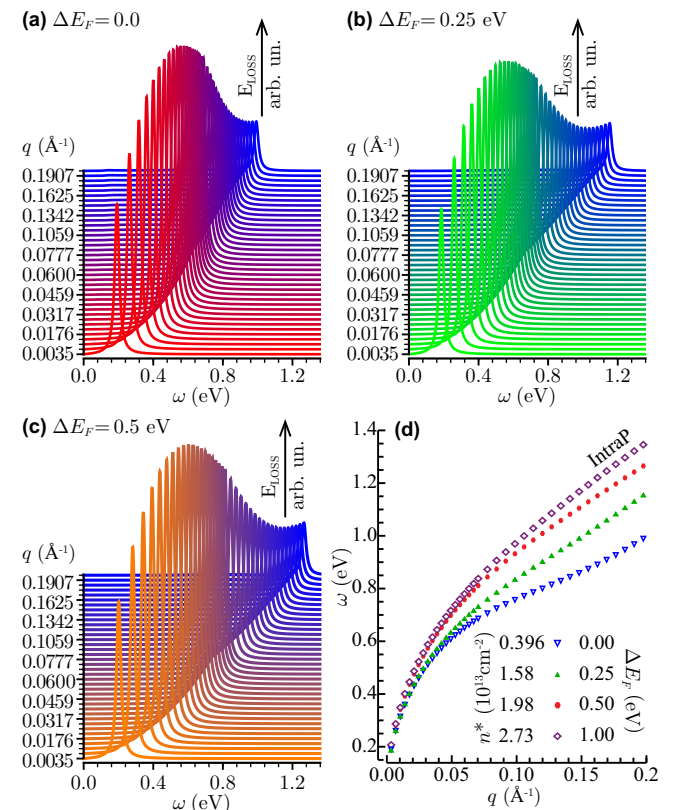 (a) ΔE_F = 0.0
E_LOSS
arb. un.
q (Å⁻¹)
0.1907
0.1625
0.1342
0.1059
0.0777
0.0600
0.0459
0.0317
0.0176
0.0035
0.0 0.4 0.8 1.2
ω (eV)
(b) ΔE_F = 0.25 eV
E_LOSS
arb. un.
q (Å⁻¹)
0.1907
0.1625
0.1342
0.1059
0.0777
0.0600
0.0459
0.0317
0.0176
0.0035
0.0 0.4 0.8 1.2
ω (eV)
(c) ΔE_F = 0.5 eV
E_LOSS
arb. un.
q (Å⁻¹)
0.1907
0.1625
0.1342
0.1059
0.0777
0.0600
0.0459
0.0317
0.0176
0.0035
0.0 0.4 0.8 1.2
ω (eV)
(d)
IntraP
1.4
1.2
1.0
0.8
0.6
0.4
0.2
ω (eV)
n* (10¹³cm⁻²)
0.396 0.00
1.58 0.25
1.98 0.50
2.73 1.00
ΔE_F (eV)
0.00 0.05 0.10 0.15 0.2
q (Å⁻¹)